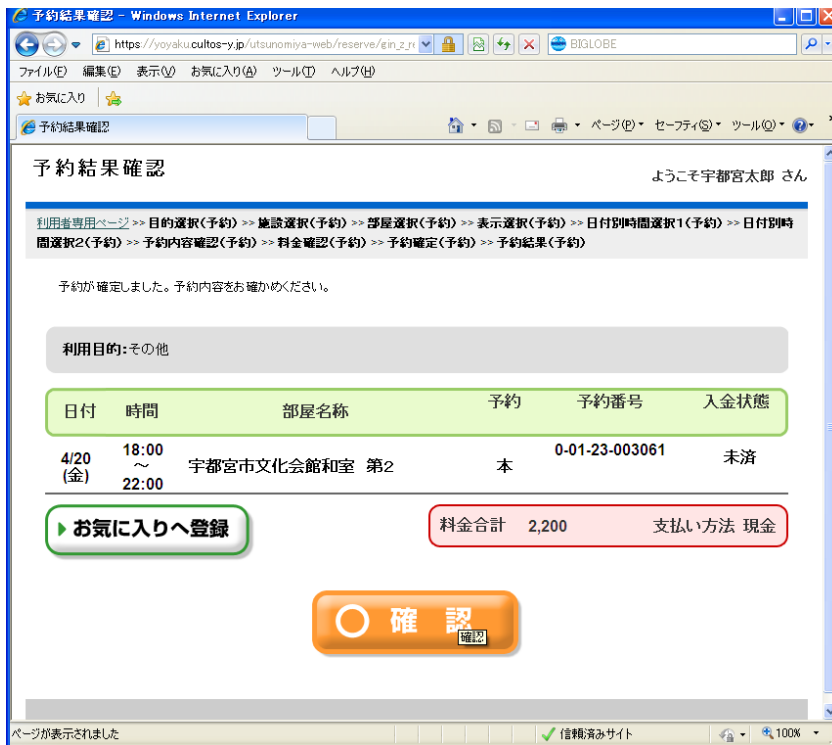 予約結果確認 - Windows Internet Explorer
https://yoyaku.cultos-y.jp/utsunomiya-web/reserve/gin_z_re
BIGLOBE
ファイル(F) 編集(E) 表示(V) お気に入り(A) ツール(T) ヘルプ(H)
お気に入り
予約結果確認
ページ(P) セーフティ(S) ツール(O)
予約結果確認
ようこそ宇都宮太郎 さん
利用者専用ページ >> 目的選択(予約) >> 施設選択(予約) >> 部屋選択(予約) >> 表示選択(予約) >> 日付別時間選択1(予約) >> 日付別時
間選択2(予約) >> 予約内容確認(予約) >> 料金確認(予約) >> 予約確定(予約) >> 予約結果(予約)
予約が確定しました。予約内容をお確かめください。
利用目的:その他
日付 時間 部屋名称 予約 予約番号 入金状態
4/20
(金)
18:00
~
22:00
宇都宮市文化会館和室 第2
本
0-01-23-003061
未済
お気に入りへ登録
料金合計 2,200 支払い方法 現金
確 認
確認
ページが表示されました
信頼済みサイト
100%